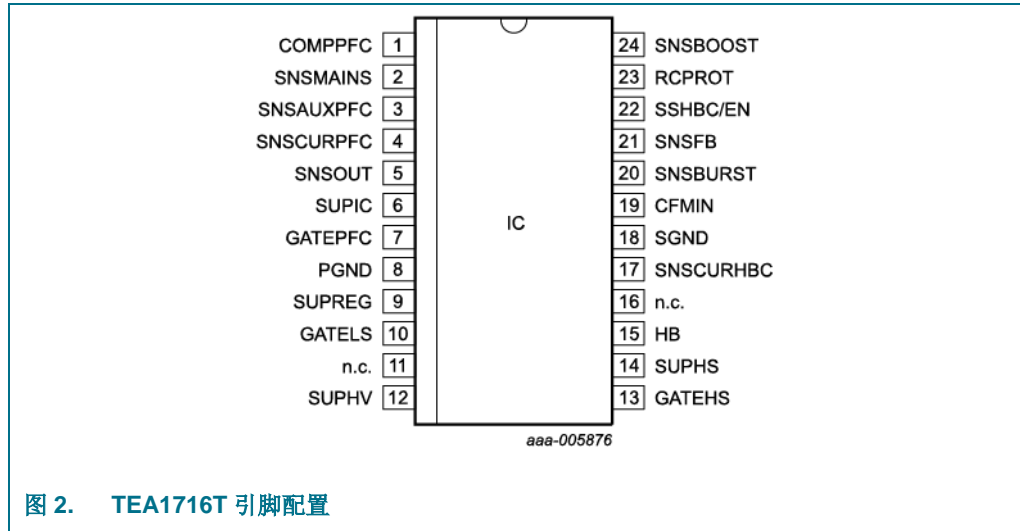 COMPPFC 1
SNSMAINS 2
SNSAUXPFC 3
SNSCURPFC 4
SNSOUT 5
SUPIC 6
GATEPFC 7
PGND 8
SUPREG 9
GATELS 10
n.c. 11
SUPHV 12
IC
24 SNSBOOST
23 RCPROT
22 SSHBC/EN
21 SNSFB
20 SNSBURST
19 CFMIN
18 SGND
17 SNSCURHBC
16 n.c.
15 HB
14 SUPHS
13 GATEHS
aaa-005876
图 2. TEA1716T 引脚配置